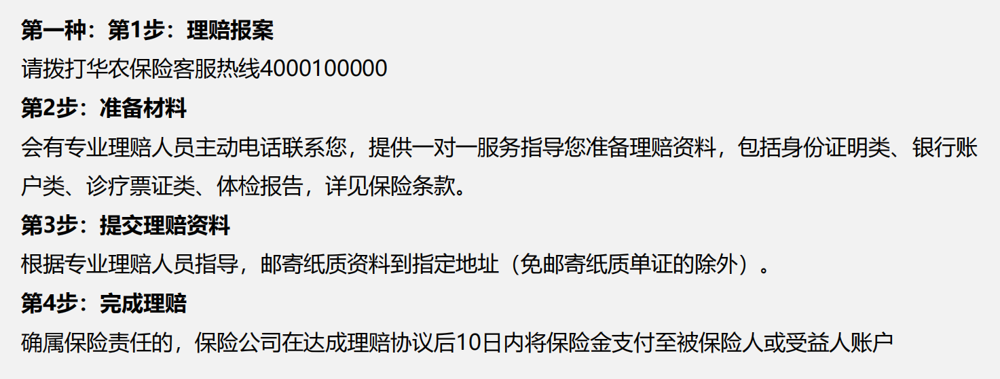 第一种：第1步：理赔报案
请拨打华农保险客服热线4000100000
第2步：准备材料
会有专业理赔人员主动电话联系您，提供一对一服务指导您准备理赔资料，包括身份证明类、银行账
户类、诊疗票证类、体检报告，详见保险条款。
第3步：提交理赔资料
根据专业理赔人员指导，邮寄纸质资料到指定地址（免邮寄纸质单证的除外）。
第4步：完成理赔
确属保险责任的，保险公司在达成理赔协议后10日内将保险金支付至被保险人或受益人账户